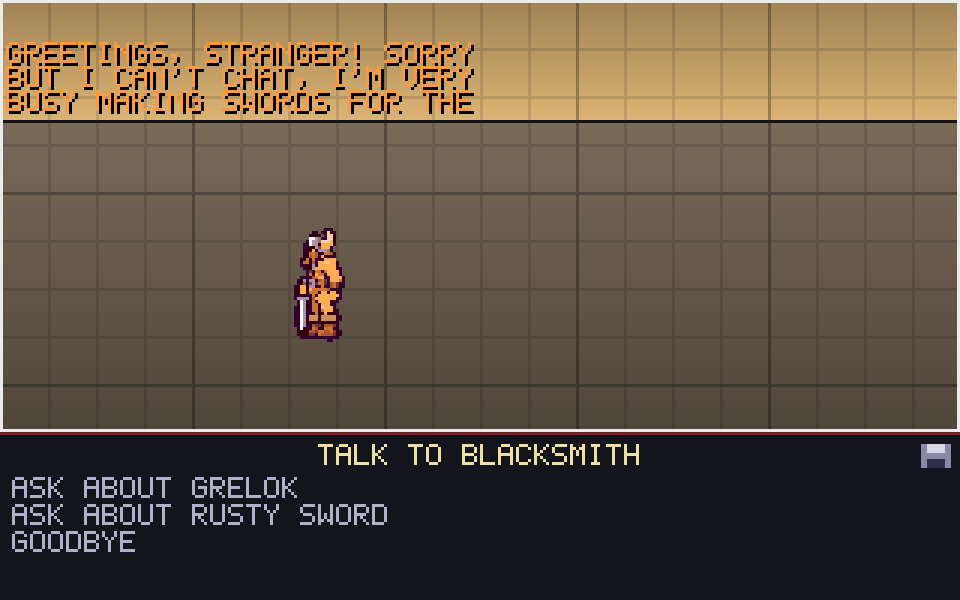 GREETINGS, STRANGER! SORRY
BUT I CAN'T CHAT, I'M VERY
BUSY MAKING SWORDS FOR THE
TALK TO BLACKSMITH
ASK ABOUT GRELOK
ASK ABOUT RUSTY SWORD
GOODBYE